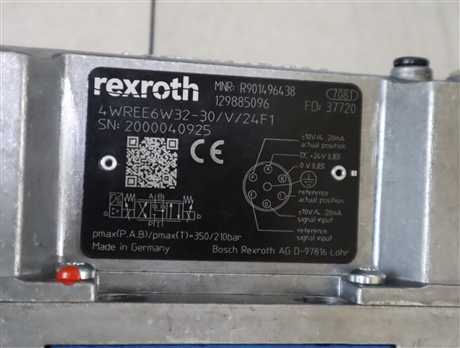 rexroth
MNR: R901496438
7081
129885096
FD: 37720
4WREE6W32-30/V/24F1
SN: 2000040925
CE
±10V/4..20mA
actual position
DC +24V (UB)
0 V (UB)
reference
actual position
±10V/4..20mA
signal input
reference
signal input
A B
a
b
P T
pmax(P,A,B)/pmax(T)=350/210bar
Made in Germany
Bosch Rexroth AG D-97816 Lohr